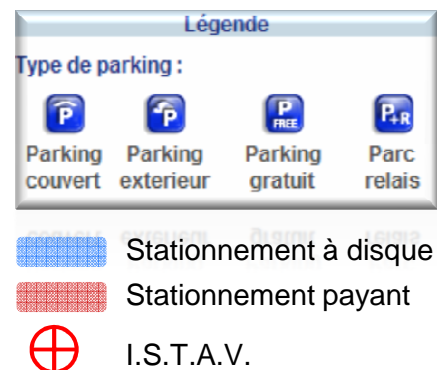 Légende
Type de parking :
P P P FREE P+R
Parking Parking Parking Parc
couvert exterieur gratuit relais
Stationnement à disque
Stationnement payant
I.S.T.A.V.